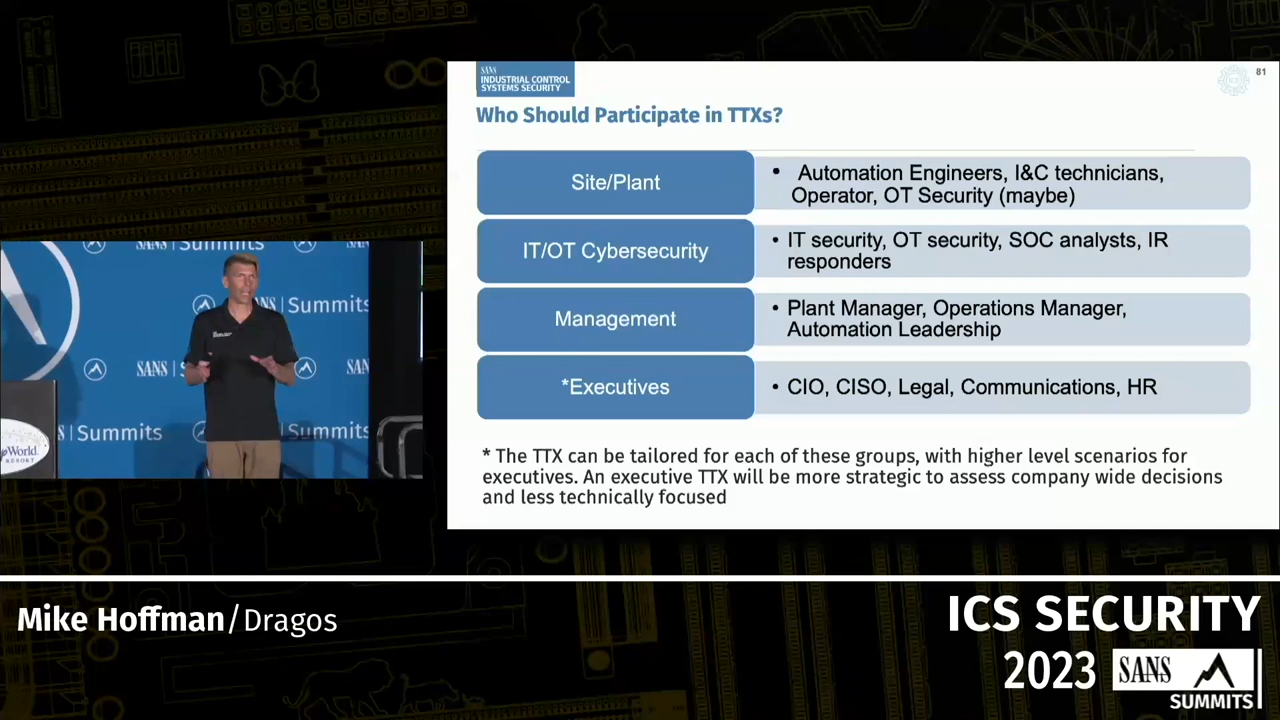 SANS
INDUSTRIAL CONTROL
SYSTEMS SECURITY
81
Who Should Participate in TTXs?
Site/Plant
• Automation Engineers, I&C technicians,
Operator, OT Security (maybe)
IT/OT Cybersecurity
• IT security, OT security, SOC analysts, IR
responders
Management
• Plant Manager, Operations Manager,
Automation Leadership
*Executives
• CIO, CISO, Legal, Communications, HR
* The TTX can be tailored for each of these groups, with higher level scenarios for
executives. An executive TTX will be more strategic to assess company wide decisions
and less technically focused
SANS Summits
Summits
SANS
SANS
Summits
Summits
World
RESORT
Mike Hoffman/Dragos
ICS SECURITY
2023
SANS
SUMMITS